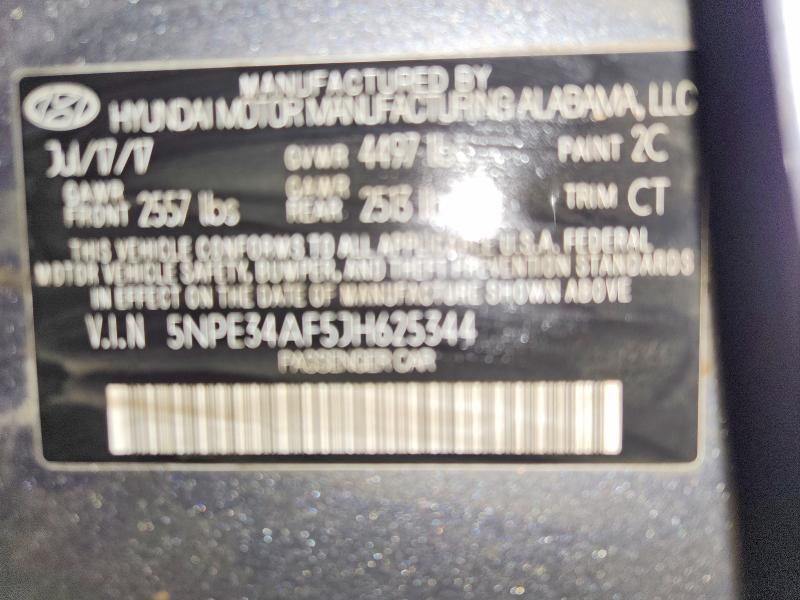 MANUFACTURED BY
HYUNDAI MOTOR MANUFACTURING ALABAMA, LLC
JUL/17/17 GVWR 4497 lbs PAINT 2C
GAWR FRONT 2557 lbs GAWR REAR 2513 TRIM CT
THIS VEHICLE CONFORMS TO ALL APPLICABLE U.S.A. FEDERAL
MOTOR VEHICLE SAFETY, BUMPER, AND THEFT PREVENTION STANDARDS
IN EFFECT ON THE DATE OF MANUFACTURE SHOWN ABOVE
V.I.N 5NPE34AF5JH625344
PASSENGER CAR